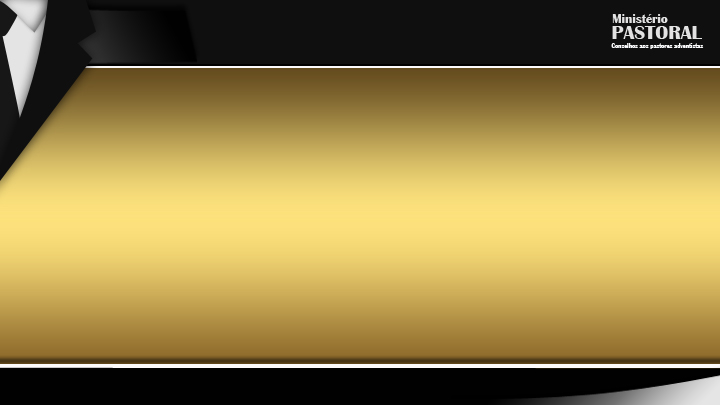 Ministério
PASTORAL
Conselhos aos pastores adventistas